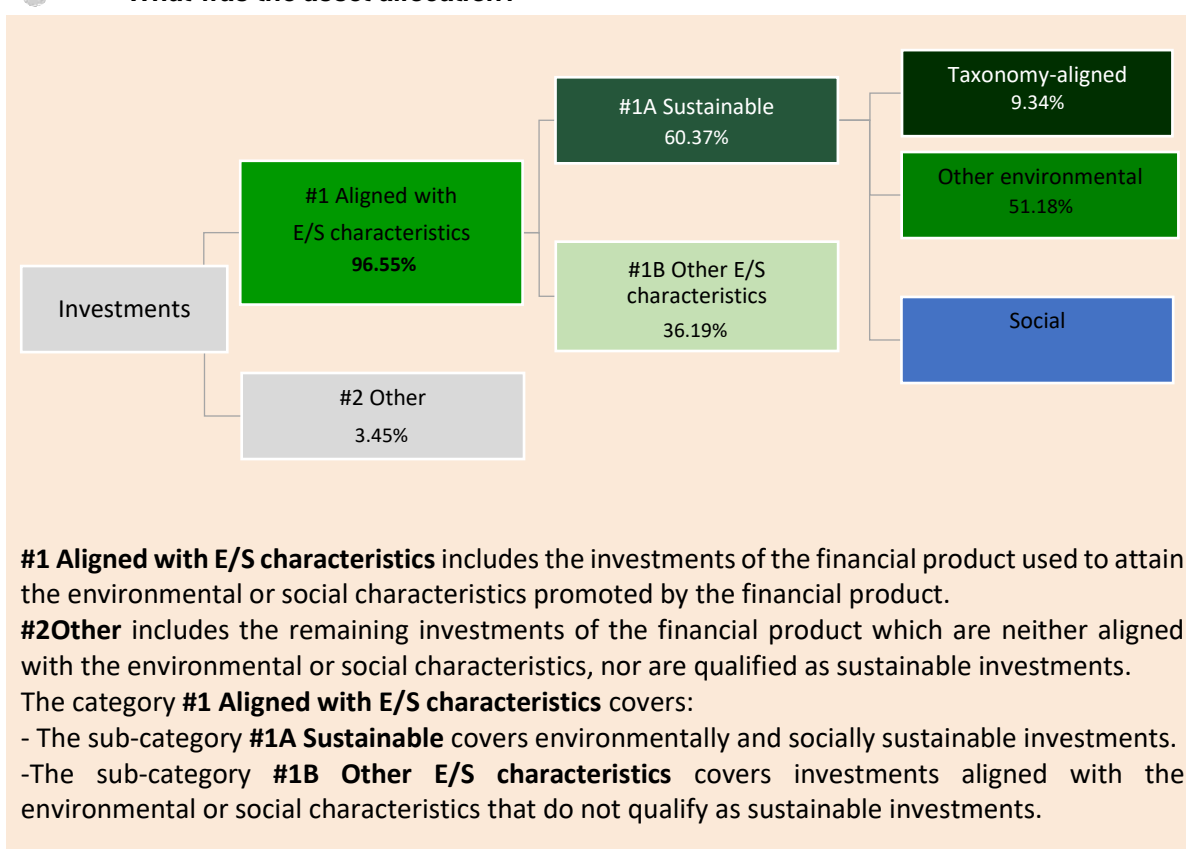 What was the asset allocation?
Taxonomy-aligned
9.34%
#1A Sustainable
60.37%
Other environmental
51.18%
#1 Aligned with
E/S characteristics
96.55%
#1B Other E/S
characteristics
36.19%
Investments
Social
#2 Other
3.45%
#1 Aligned with E/S characteristics includes the investments of the financial product used to attain
the environmental or social characteristics promoted by the financial product.
#2Other includes the remaining investments of the financial product which are neither aligned
with the environmental or social characteristics, nor are qualified as sustainable investments.
The category #1 Aligned with E/S characteristics covers:
- The sub-category #1A Sustainable covers environmentally and socially sustainable investments.
-The sub-category #1B Other E/S characteristics covers investments aligned with the
environmental or social characteristics that do not qualify as sustainable investments.